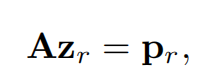 Az_r = p_r,